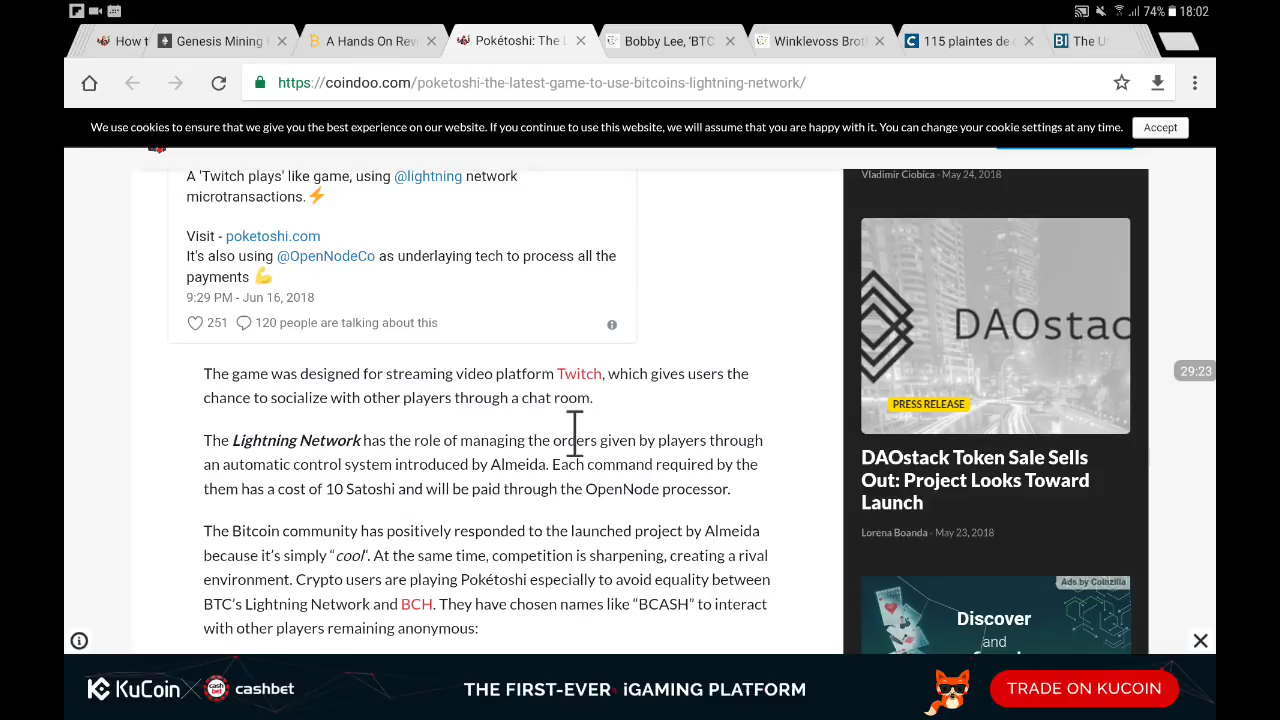 74% 18:02
How t
Genesis Mining
A Hands On Rev
Pokétoshi: The L
Bobby Lee, 'BTC
Winklevoss Brot
115 plaintes de
BI The U
https://coindoo.com/poketoshi-the-latest-game-to-use-bitcoins-lightning-network/
We use cookies to ensure that we give you the best experience on our website. If you continue to use this website, we will assume that you are happy with it. You can change your cookie settings at any time. Accept
A 'Twitch plays' like game, using @lightning network
microtransactions.⚡
Visit - poketoshi.com
It's also using @OpenNodeCo as underlaying tech to process all the
payments 💪
9:29 PM - Jun 16, 2018
251 120 people are talking about this
The game was designed for streaming video platform Twitch, which gives users the
chance to socialize with other players through a chat room.
The Lightning Network has the role of managing the orders given by players through
an automatic control system introduced by Almeida. Each command required by the
them has a cost of 10 Satoshi and will be paid through the OpenNode processor.
The Bitcoin community has positively responded to the launched project by Almeida
because it's simply “cool“. At the same time, competition is sharpening, creating a rival
environment. Crypto users are playing Pokétoshi especially to avoid equality between
BTC's Lightning Network and BCH. They have chosen names like “BCASH” to interact
with other players remaining anonymous:
Vladimir Ciobica - May 24, 2018
DAOstac
PRESS RELEASE
DAOstack Token Sale Sells
Out: Project Looks Toward
Launch
Lorena Boanda - May 23, 2018
Ads by Coinzilla
Discover
and
29:23
KUCOIN cash bet cashbet THE FIRST-EVER iGAMING PLATFORM TRADE ON KUCOIN